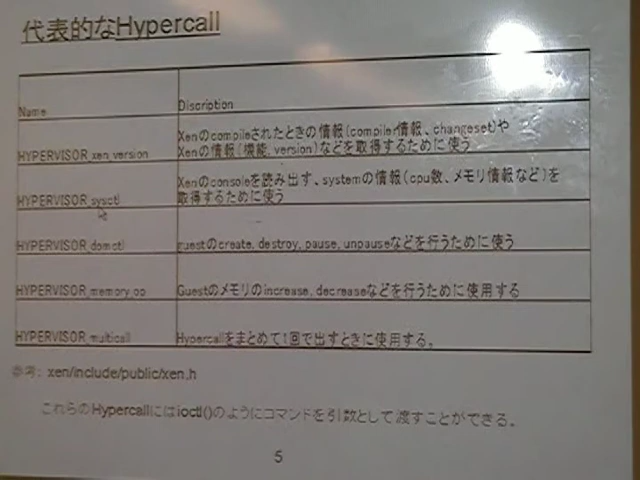 代表的なHypercall
Name
Discription
HYPERVISOR_xen_version
Xenのcompileされたときの情報(compiler情報、changeset)や
Xenの情報(機能, version)などを取得するために使う
HYPERVISOR_sysctl
Xenのconsoleを読み出す、systemの情報(cpu数、メモリ情報など)を
取得するために使う
HYPERVISOR_domctl
guestのcreate, destroy, pause, unpauseなどを行うために使う
HYPERVISOR_memory_op
Guestのメモリのincrease, decreaseなどを行うために使用する
HYPERVISOR_multicall
Hypercallをまとめて1回で出すときに使用する。
参考: xen/include/public/xen.h
これらのHypercallにはioctl()のようにコマンドを引数として渡すことができる。
5